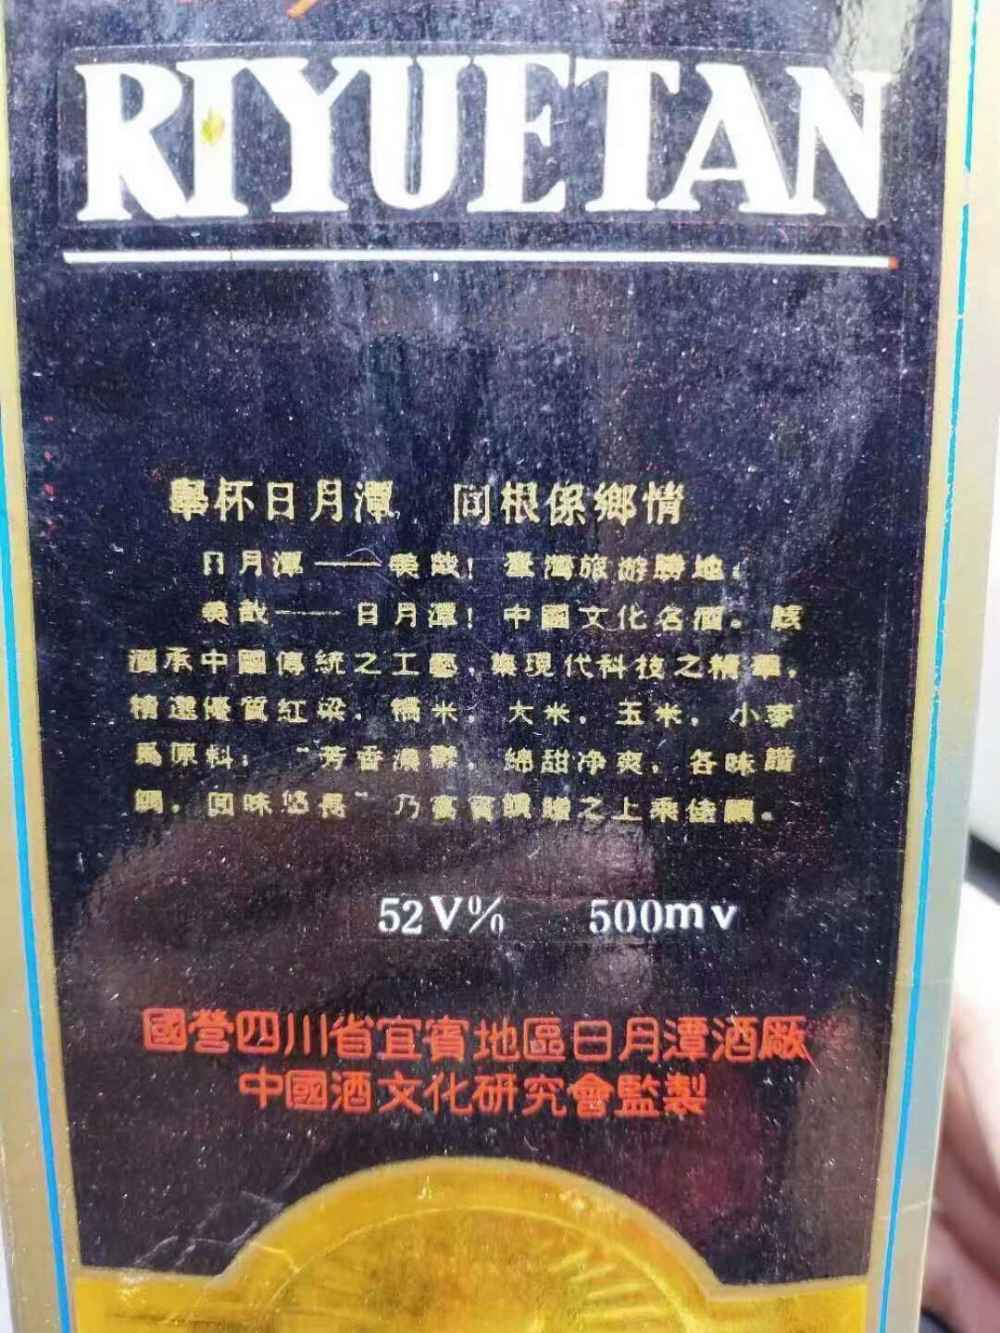 RIYUETAN
舉杯日月潭 同根係鄉情
日月潭——美哉！臺灣旅游勝地；
美哉——日月潭！中國文化名酒。該
酒承中國傳統之工藝，集現代科技之精華，
精選優質紅梁，糯米，大米，玉米，小麥
爲原料；“芳香濃鬱，綿甜净爽，各味諧
調，回味悠長”乃宴賓饋贈之上乘佳釀。
52V% 500mv
國營四川省宜賓地區日月潭酒廠
中國酒文化研究會監製